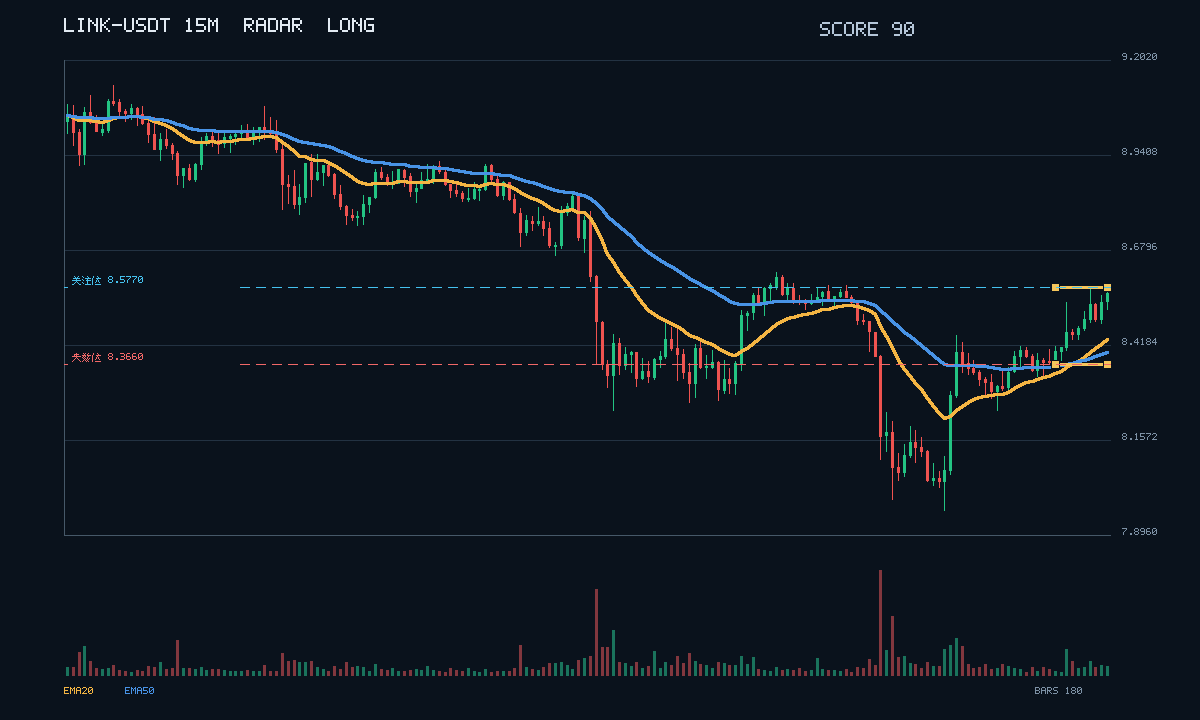 LINK-USDT 15M RADAR LONG
SCORE 90
9.2020
8.9408
8.6796
关注位 8.5770
8.4184
失效位 8.3660
8.1572
7.8960
EMA20 EMA50
BARS 180